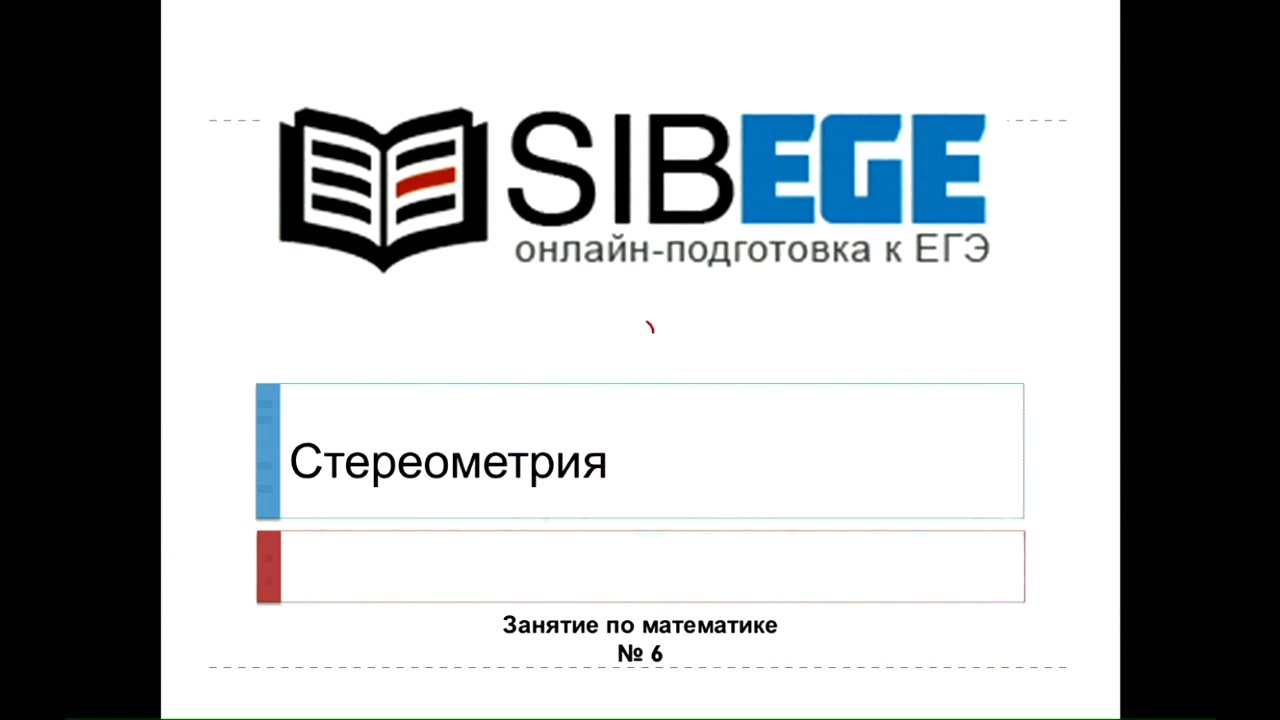 SIBEGE
онлайн-подготовка к ЕГЭ
Стереометрия
Занятие по математике
№ 6